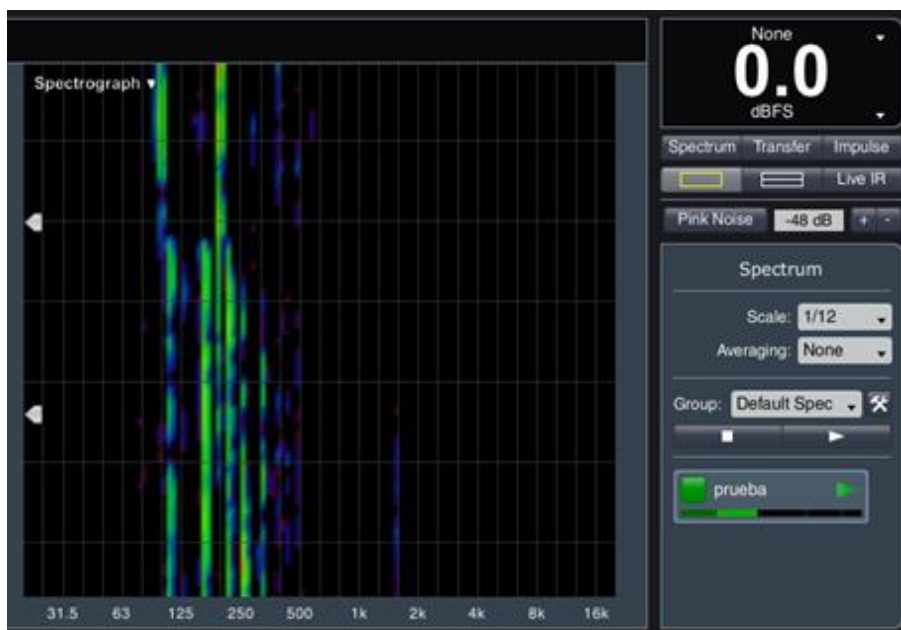 None
0.0
dBFS
Spectrograph
Spectrum Transfer Impulse
Live IR
Pink Noise -48 dB + -
Spectrum
Scale: 1/12
Averaging: None
Group: Default Spec
prueba
31.5 63 125 250 500 1k 2k 4k 8k 16k